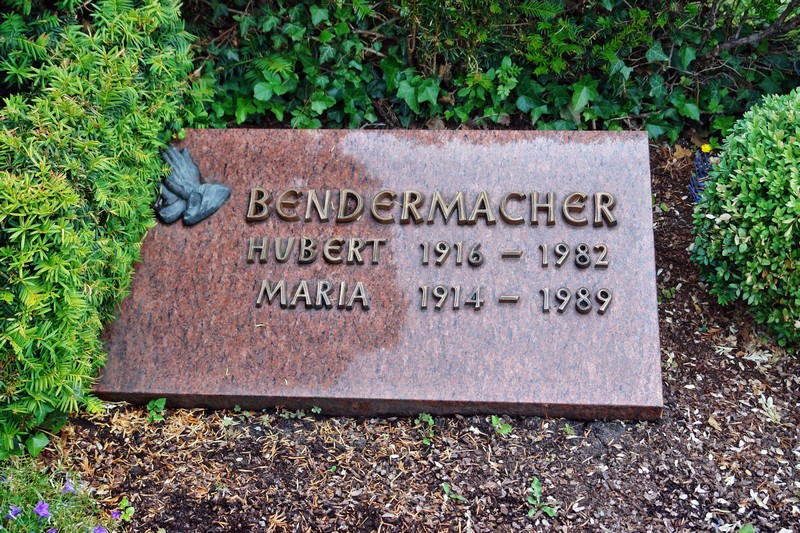 BENDERMACHER
HUBERT 1916 – 1982
MARIA 1914 – 1989